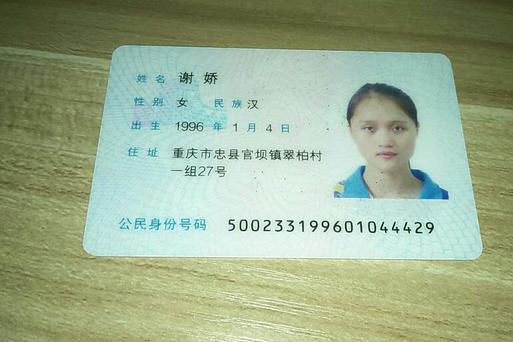 姓名 谢娇
性别 女 民族 汉
出生 1996 年 1 月 4 日
住址 重庆市忠县官坝镇翠柏村
一组27号
公民身份号码 500233199601044429